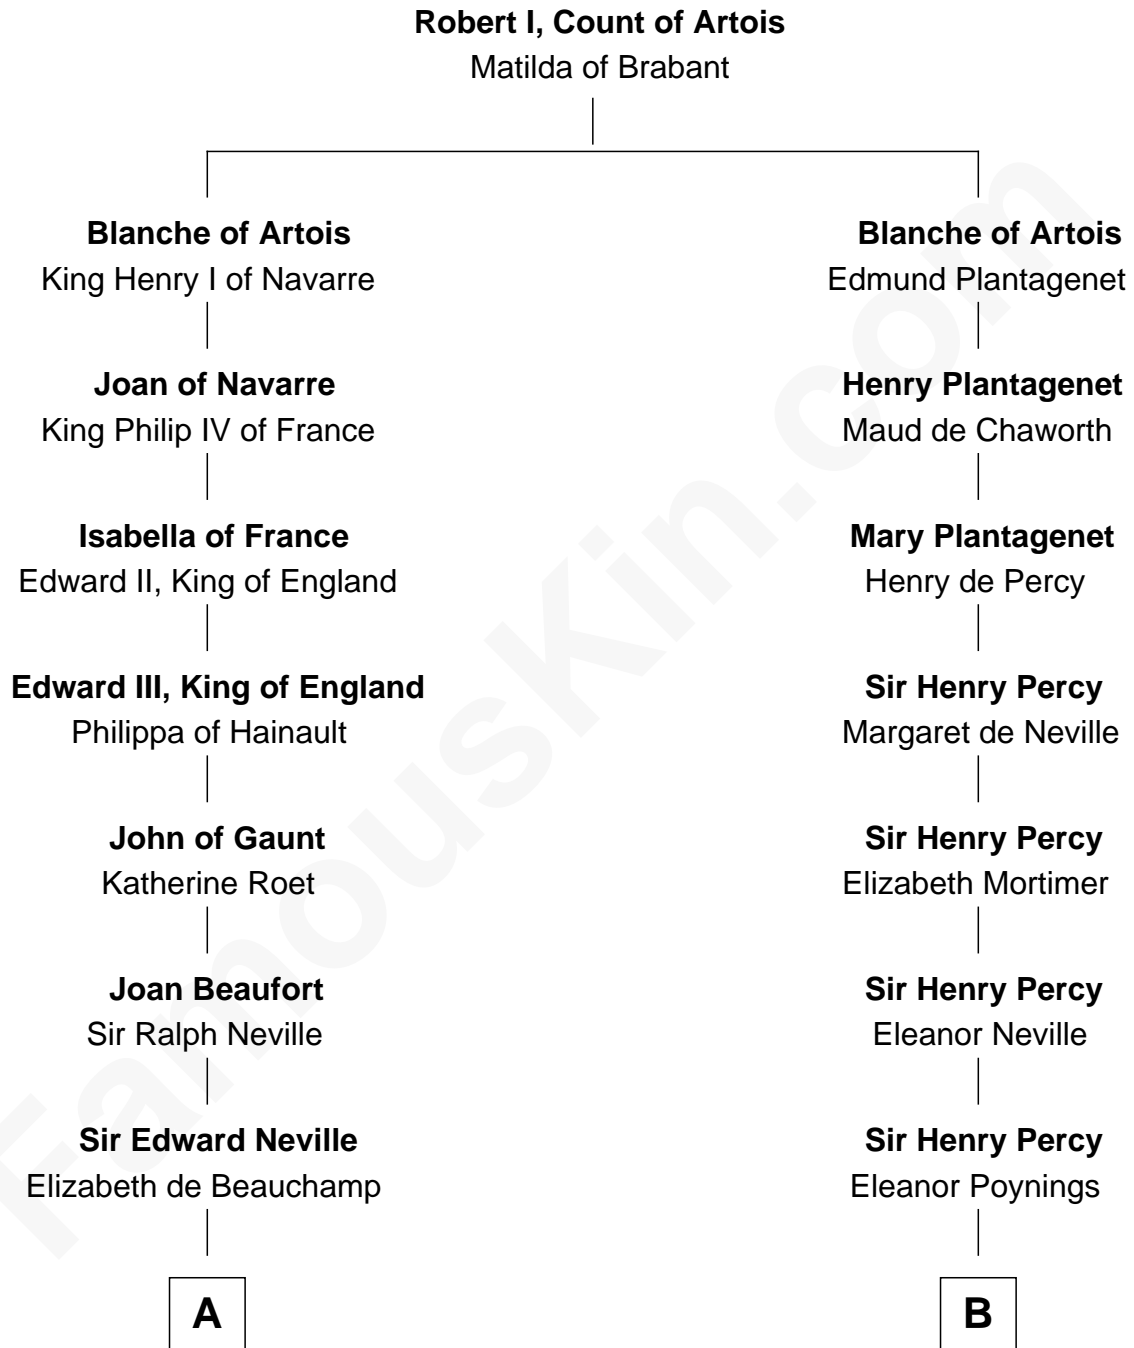 Robert I, Count of Artois
Matilda of Brabant
Blanche of Artois
King Henry I of Navarre
Joan of Navarre
King Philip IV of France
Isabella of France
Edward II, King of England
Edward III, King of England
Philippa of Hainault
John of Gaunt
Katherine Roet
Joan Beaufort
Sir Ralph Neville
Sir Edward Neville
Elizabeth de Beauchamp
A
Blanche of Artois
Edmund Plantagenet
Henry Plantagenet
Maud de Chaworth
Mary Plantagenet
Henry de Percy
Sir Henry Percy
Margaret de Neville
Sir Henry Percy
Elizabeth Mortimer
Sir Henry Percy
Eleanor Neville
Sir Henry Percy
Eleanor Poynings
B
FamousKin.com